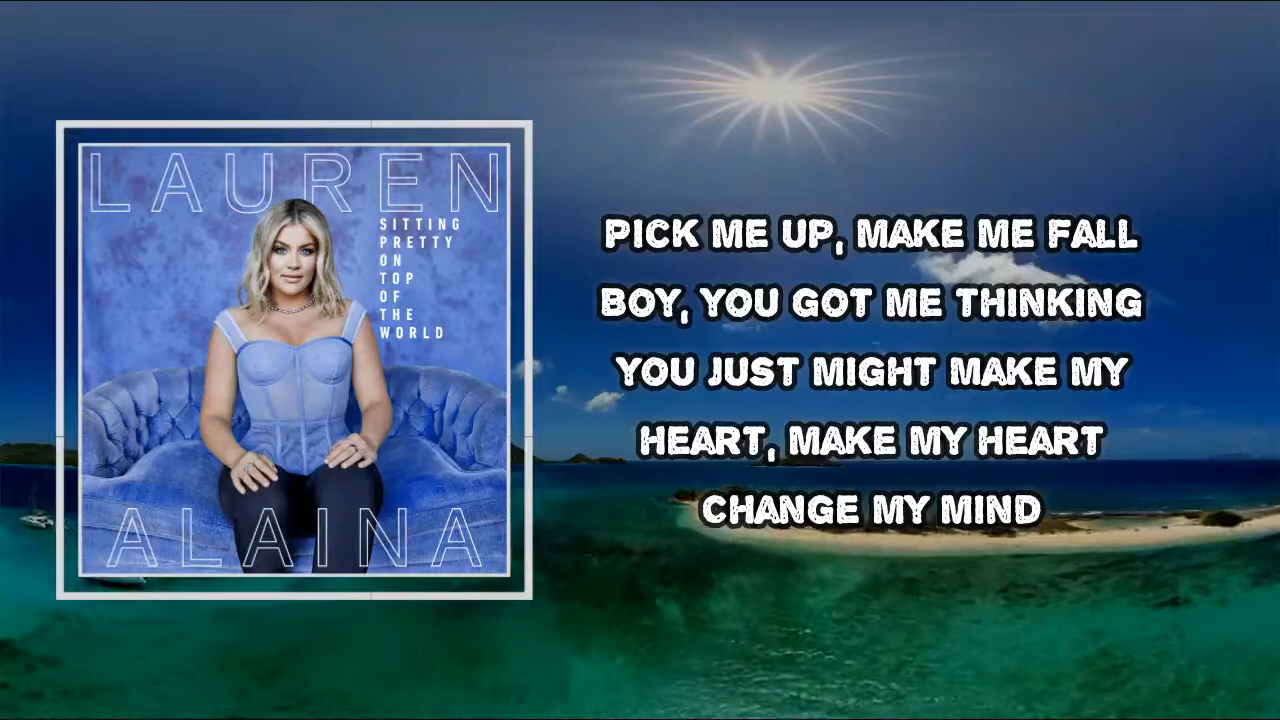 LAUREN
SITTING
PRETTY
ON
TOP
OF
THE
WORLD
ALAINA
PICK ME UP, MAKE ME FALL
BOY, YOU GOT ME THINKING
YOU JUST MIGHT MAKE MY
HEART, MAKE MY HEART
CHANGE MY MIND